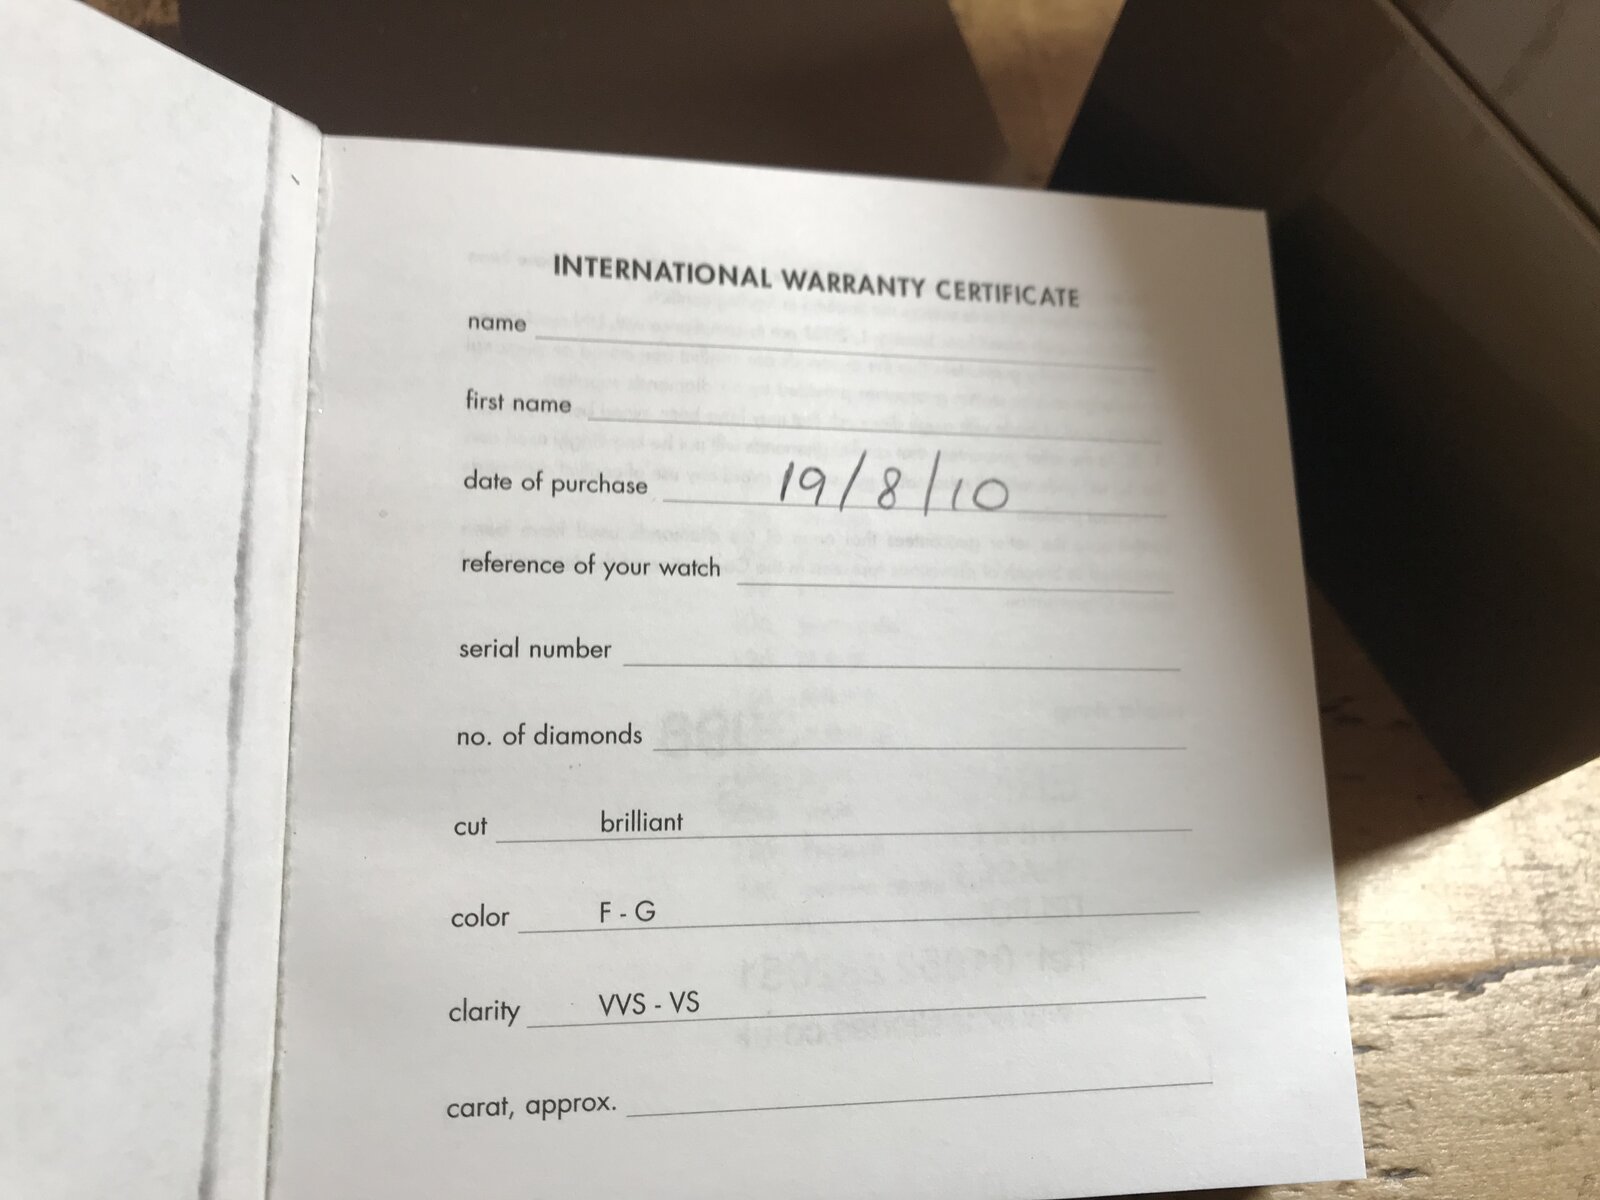 INTERNATIONAL WARRANTY CERTIFICATE
name
first name
date of purchase 19/8/10
reference of your watch
serial number
no. of diamonds
cut brilliant
color F - G
clarity VVS - VS
carat, approx.